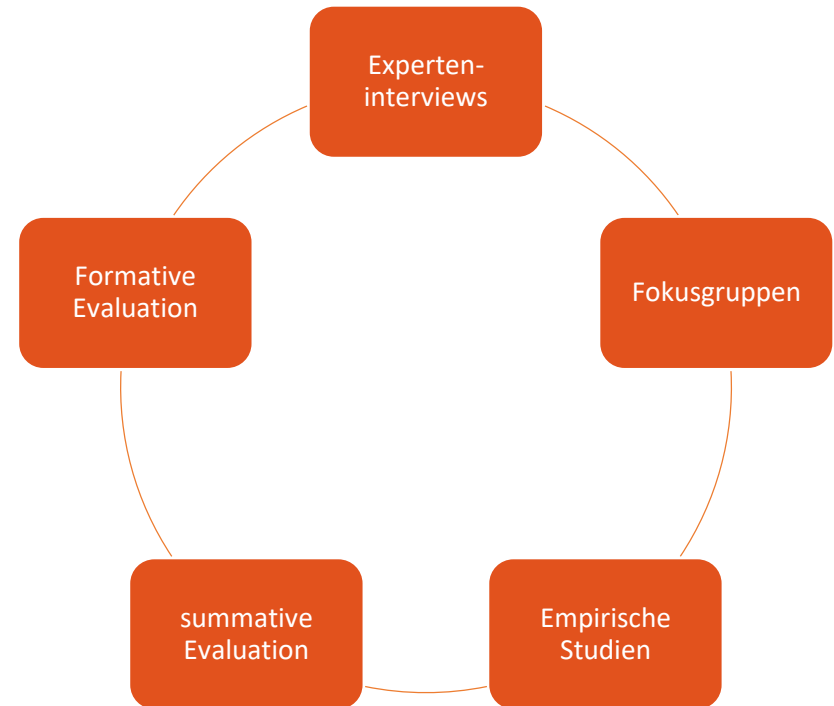 Experten-
interviews
Fokusgruppen
Empirische
Studien
summative
Evaluation
Formative
Evaluation